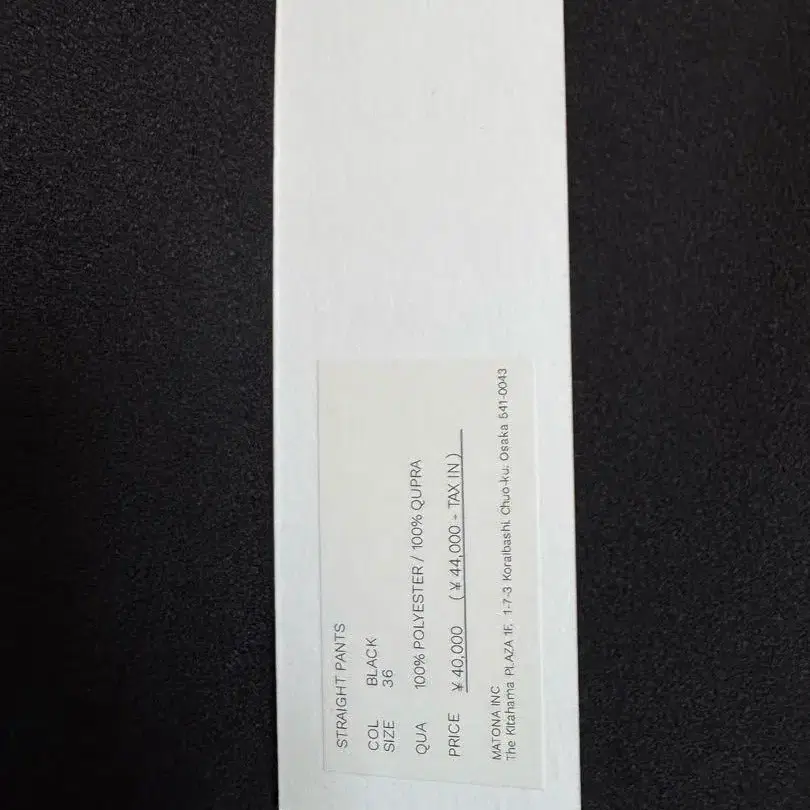 STRAIGHT PANTS
COL BLACK
SIZE 36
QUA 100% POLYESTER / 100% QUPRA
PRICE ¥ 40,000 (¥ 44,000 - TAX IN)
MATONA INC
The Kitahama PLAZA 1F, 1-7-3 Koraibashi, Chuo-ku, Osaka 541-0043